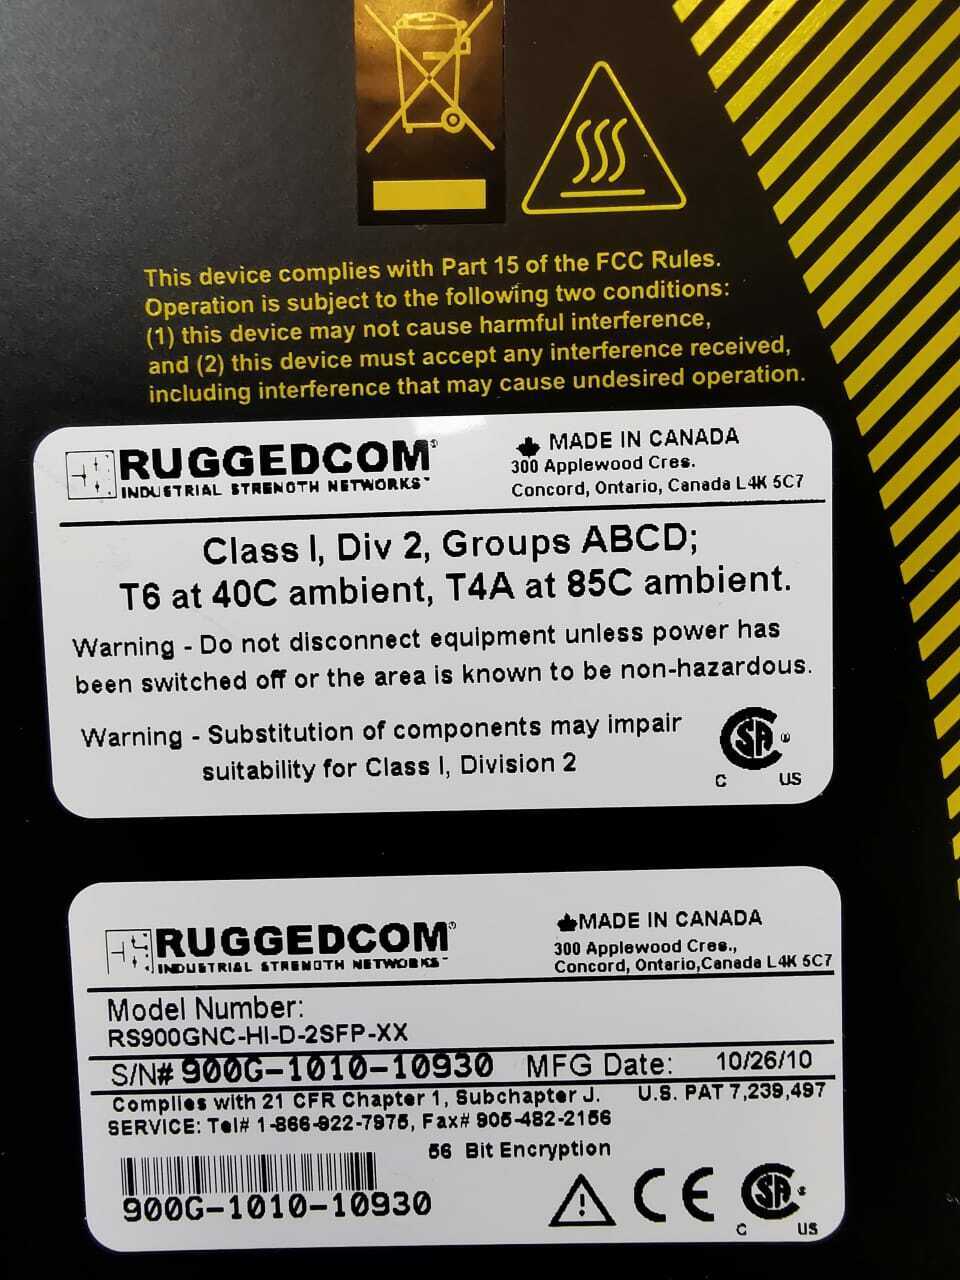 This device complies with Part 15 of the FCC Rules.
Operation is subject to the following two conditions:
(1) this device may not cause harmful interference,
and (2) this device must accept any interference received,
including interference that may cause undesired operation.
RUGGEDCOM®
INDUSTRIAL STRENGTH NETWORKS™
MADE IN CANADA
300 Applewood Cres.
Concord, Ontario, Canada L4K 5C7
Class I, Div 2, Groups ABCD;
T6 at 40C ambient, T4A at 85C ambient.
Warning - Do not disconnect equipment unless power has
been switched off or the area is known to be non-hazardous.
Warning - Substitution of components may impair
suitability for Class I, Division 2
SA ®
C US
RUGGEDCOM®
INDUSTRIAL STRENGTH NETWORKS™
MADE IN CANADA
300 Applewood Cres.,
Concord, Ontario,Canada L4K 5C7
Model Number:
RS900GNC-HI-D-2SFP-XX
S/N# 900G-1010-10930 MFG Date: 10/26/10
Complies with 21 CFR Chapter 1, Subchapter J. U.S. PAT 7,239,497
SERVICE: Tel# 1-866-922-7975, Fax# 905-482-2156
56 Bit Encryption
900G-1010-10930
CE
SA ®
C US